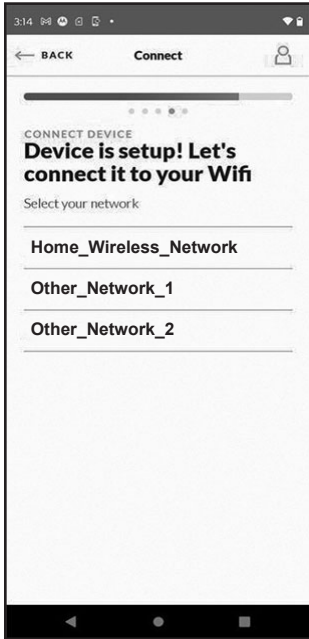 3:14
BACK
Connect
CONNECT DEVICE
Device is setup! Let's
connect it to your Wifi
Select your network
Home_Wireless_Network
Other_Network_1
Other_Network_2